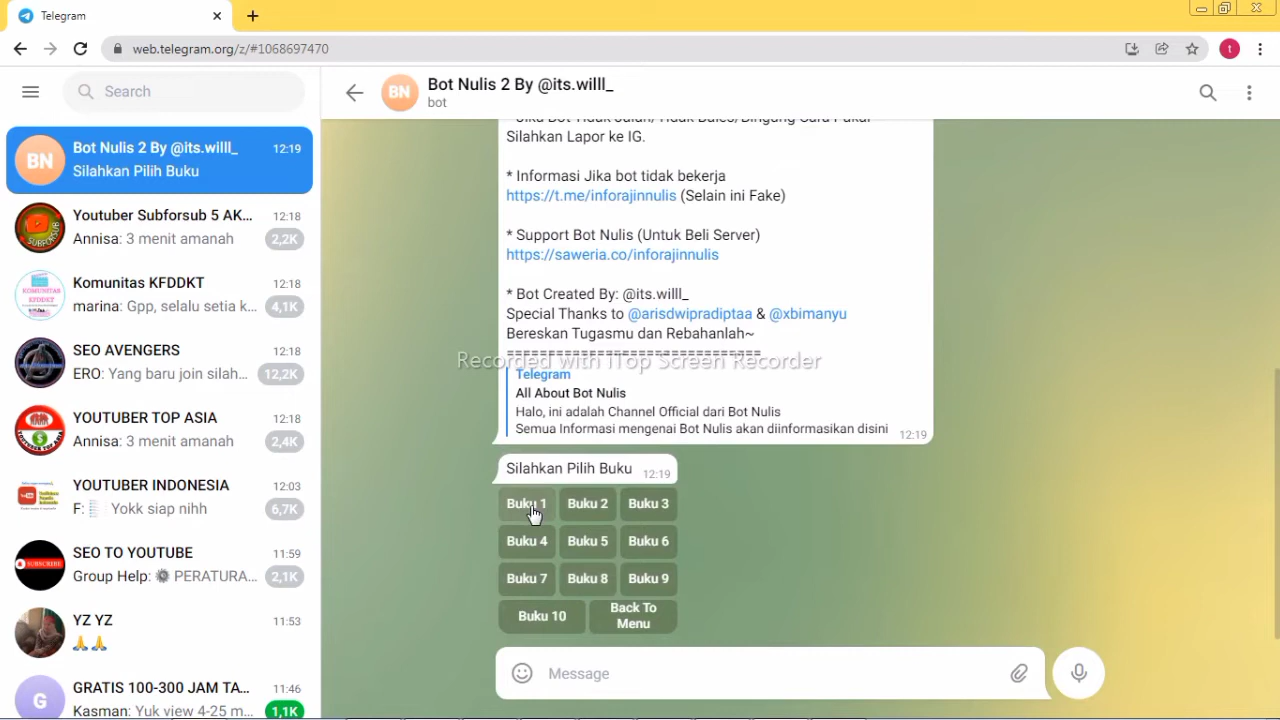 Telegram
web.telegram.org/z/#1068697470
t
Search
BN
Bot Nulis 2 By @its.willl_
12:19
Silahkan Pilih Buku
Youtuber Subforsub 5 AK...
12:18
Annisa: 3 menit amanah
2,2K
Komunitas KFDDKT
12:18
marina: Gpp, selalu setia k...
4,1K
SEO AVENGERS
12:18
ERO: Yang baru join silah...
12,2K
YOUTUBER TOP ASIA
12:18
Annisa: 3 menit amanah
2,4K
YOUTUBER INDONESIA
12:03
F: Yokk siap nihh
6,7K
SEO TO YOUTUBE
11:59
Group Help: ⚙️ PERATURA...
2,1K
YZ YZ
11:53
🙏🙏
G
GRATIS 100-300 JAM TA...
11:46
Kasman: Yuk view 4-25 m...
1,1K
BN
Bot Nulis 2 By @its.willl_
bot
Silahkan Lapor ke IG.
* Informasi Jika bot tidak bekerja
https://t.me/inforajinnulis (Selain ini Fake)
* Support Bot Nulis (Untuk Beli Server)
https://saweria.co/inforajinnulis
* Bot Created By: @its.willl_
Special Thanks to @arisdwipradiptaa & @xbimanyu
Bereskan Tugasmu dan Rebahanlah~
==============================
Recorded with iTop Screen Recorder
Telegram
All About Bot Nulis
Halo, ini adalah Channel Official dari Bot Nulis
Semua Informasi mengenai Bot Nulis akan diinformasikan disini
12:19
Silahkan Pilih Buku
12:19
Buku 1 Buku 2 Buku 3
Buku 4 Buku 5 Buku 6
Buku 7 Buku 8 Buku 9
Buku 10 Back To
Menu
Message